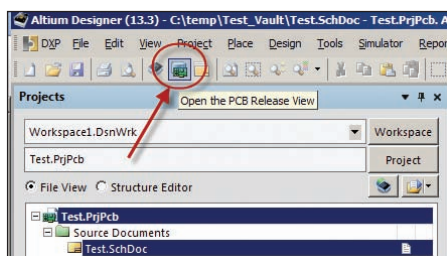 Altium Designer (13.3) - C:\temp\Test_Vault\Test.SchDoc - Test.PrjPcb. A
DXP File Edit View Project Place Design Tools Simulator Repor
Open the PCB Release View
Projects
Workspace1.DsnWrk Workspace
Test.PrjPcb Project
File View Structure Editor
Test.PrjPcb
Source Documents
Test.SchDoc